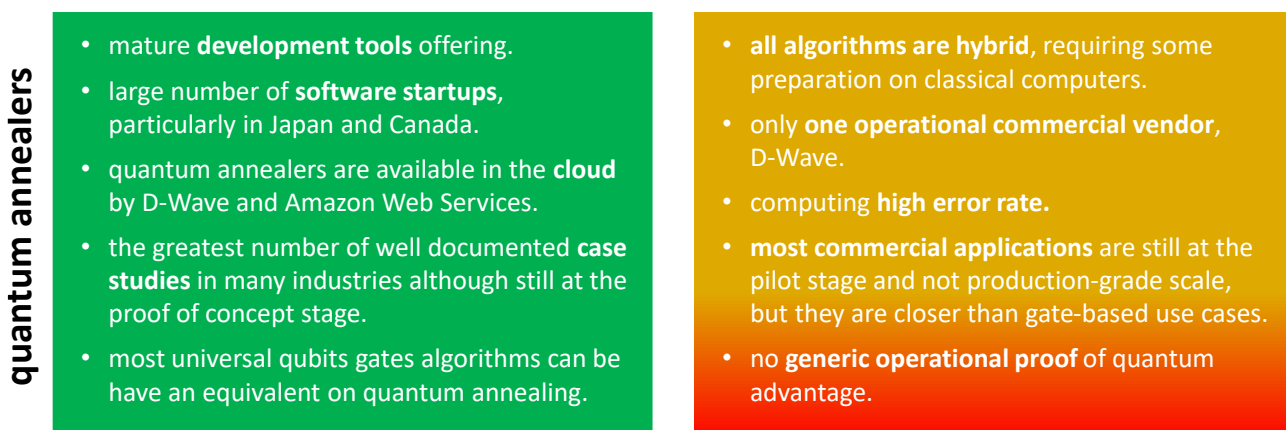 quantum annealers
• mature development tools offering.
• large number of software startups,
particularly in Japan and Canada.
• quantum annealers are available in the cloud
by D-Wave and Amazon Web Services.
• the greatest number of well documented case
studies in many industries although still at the
proof of concept stage.
• most universal qubits gates algorithms can be
have an equivalent on quantum annealing.
• all algorithms are hybrid, requiring some
preparation on classical computers.
• only one operational commercial vendor,
D-Wave.
• computing high error rate.
• most commercial applications are still at the
pilot stage and not production-grade scale,
but they are closer than gate-based use cases.
• no generic operational proof of quantum
advantage.